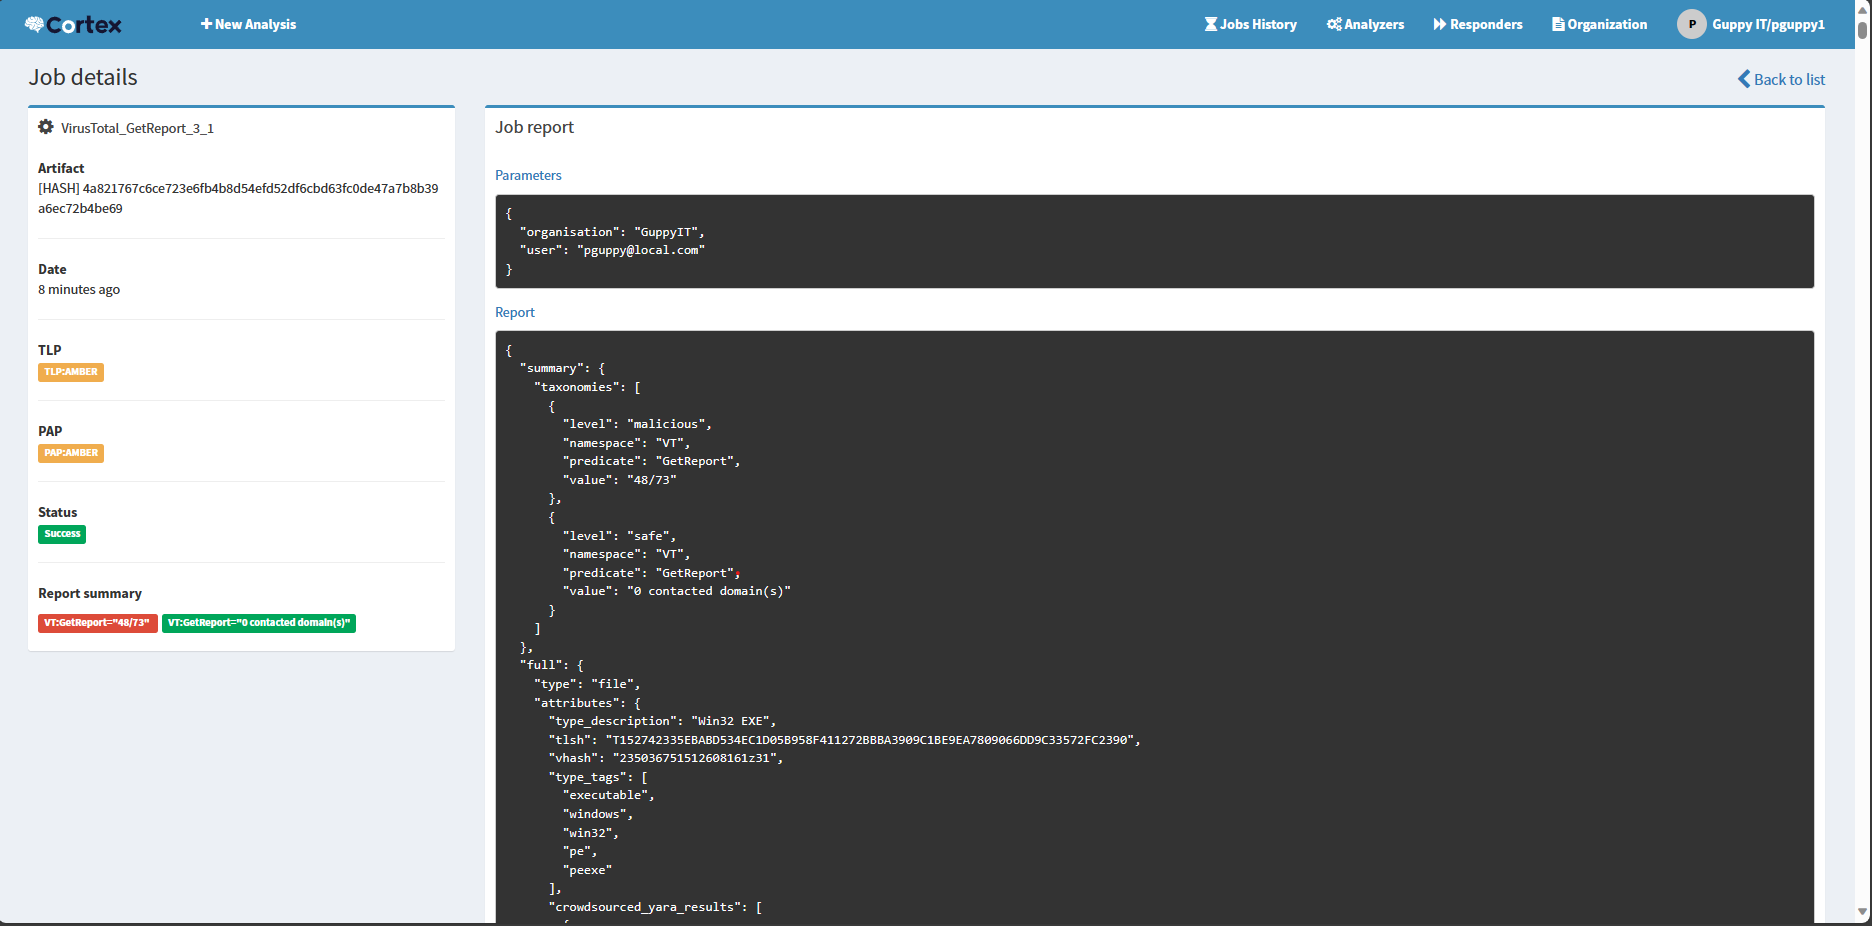 Cortex
New Analysis
Jobs History
Analyzers
Responders
Organization
P
Guppy IT/pguppy1
Job details
Back to list
VirusTotal_GetReport_3_1
Artifact
[HASH] 4a821767c6ce723e6fb4b8d54efd52df6cbd63fc0de47a7b8b39
a6ec72b4be69
Date
8 minutes ago
TLP
TLP:AMBER
PAP
PAP:AMBER
Status
Success
Report summary
VT:GetReport="48/73"
VT:GetReport="0 contacted domain(s)"
Job report
Parameters
{
"organisation": "GuppyIT",
"user": "pguppy@local.com"
}
Report
{
"summary": {
"taxonomies": [
{
"level": "malicious",
"namespace": "VT",
"predicate": "GetReport",
"value": "48/73"
},
{
"level": "safe",
"namespace": "VT",
"predicate": "GetReport",
"value": "0 contacted domain(s)"
}
]
},
"full": {
"type": "file",
"attributes": {
"type_description": "Win32 EXE",
"tlsh": "T152742335EBABD534EC1D05B958F411272BBBA3909C1BE9EA7809066DD9C33572FC2390",
"vhash": "235036751512608161z31",
"type_tags": [
"executable",
"windows",
"win32",
"pe",
"peexe"
],
"crowdsourced_yara_results": [